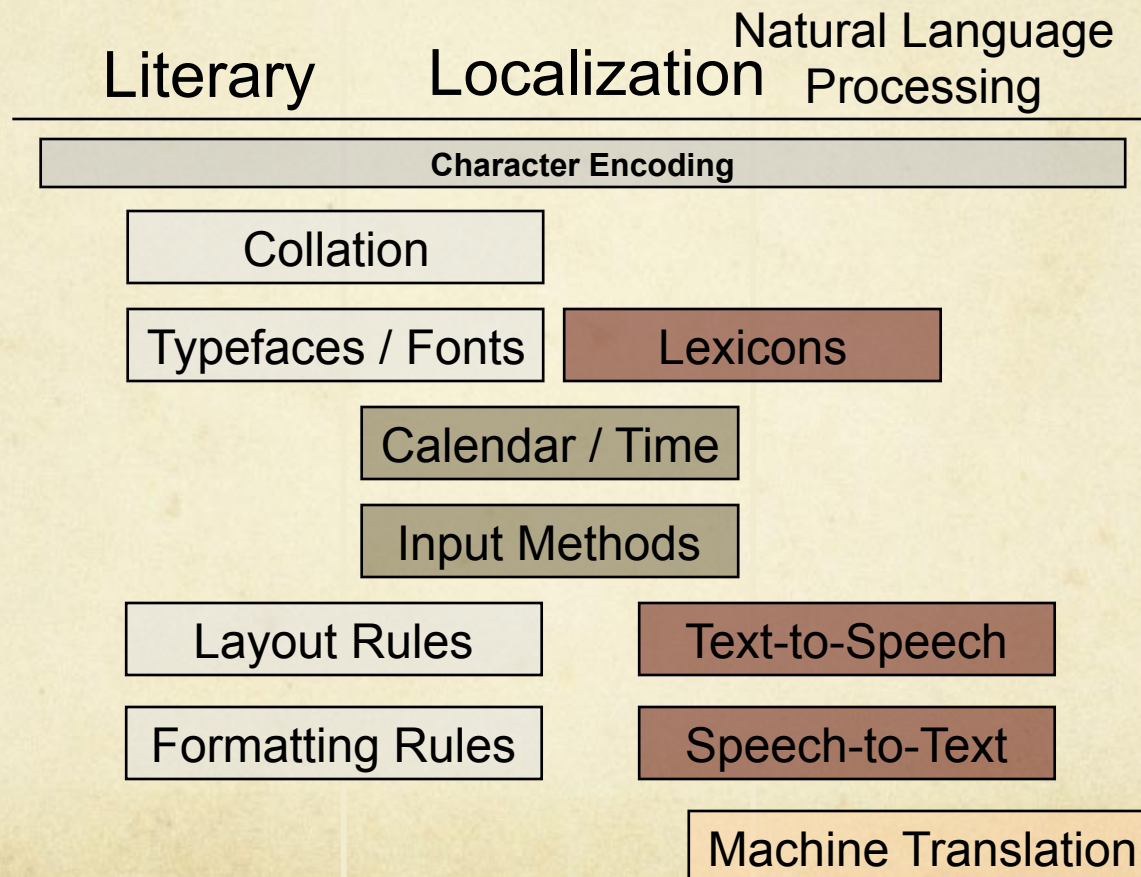 Literary
Localization
Natural Language
Processing
Character Encoding
Collation
Typefaces / Fonts
Lexicons
Calendar / Time
Input Methods
Layout Rules
Text-to-Speech
Formatting Rules
Speech-to-Text
Machine Translation